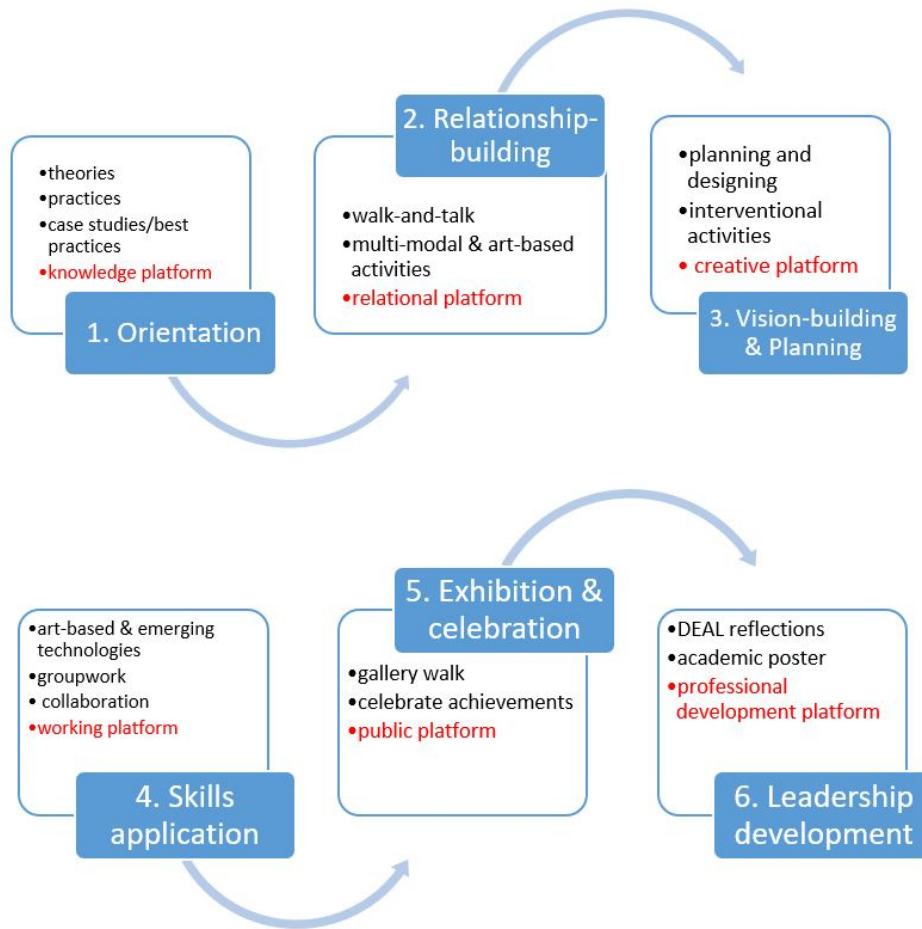 •theories
•practices
•case studies/best
practices
•knowledge platform
1. Orientation
2. Relationship-
building
•walk-and-talk
•multi-modal & art-based
activities
•relational platform
•planning and
designing
•interventional
activities
• creative platform
3. Vision-building
& Planning
•art-based & emerging
technologies
•groupwork
• collaboration
•working platform
4. Skills
application
5. Exhibition &
celebration
•gallery walk
•celebrate achievements
•public platform
•DEAL reflections
•academic poster
•professional
development platform
6. Leadership
development